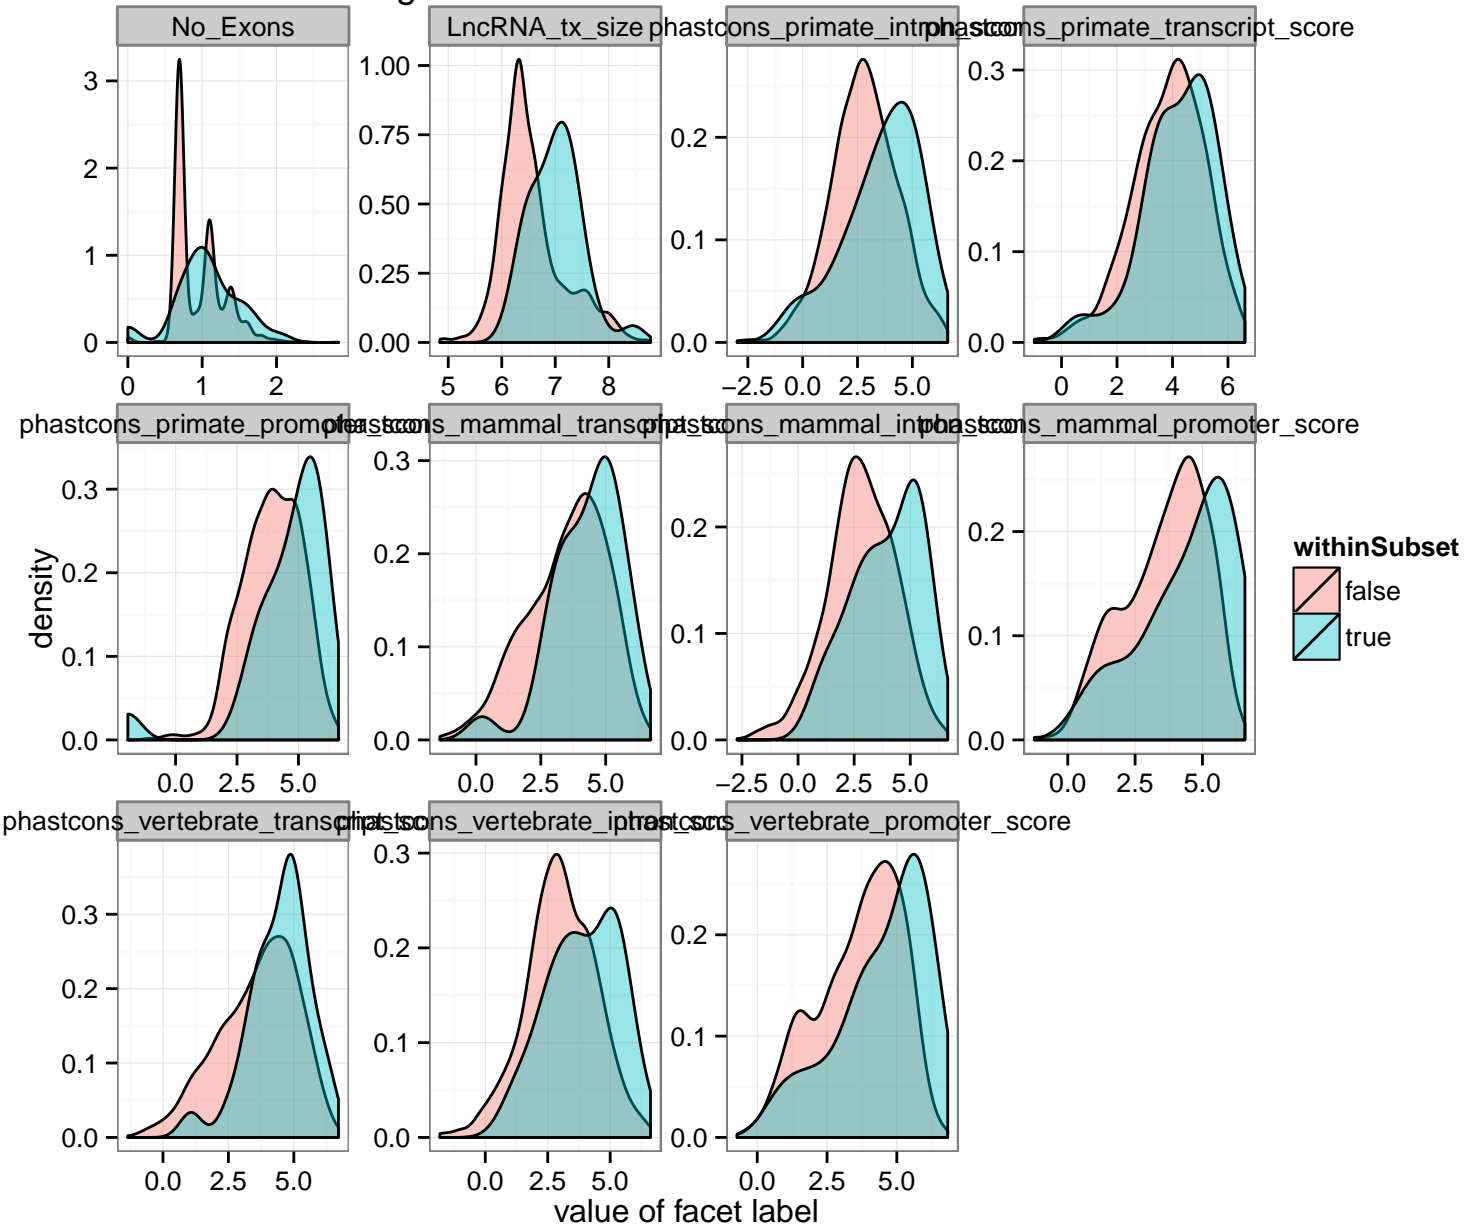 No_Exons LncRNA_tx_size phastcons_primate_intron phastcons_primate_transcript_score
3 1.00 0.2 0.3
2 0.75 0.2
1 0.50 0.1 0.1
0 0.25 0.0 0.0
0.00
0 1 2 5 6 7 8 −2.5 0.0 2.5 5.0 0 2 4 6
phastcons_primate_promoter_score phastcons_mammal_transcript_score phastcons_mammal_intron_score phastcons_mammal_promoter_score
0.3 0.3 0.2 0.2
0.2 0.2 0.1 0.1
0.1 0.1 0.0 0.0
0.0 0.0
0.0 2.5 5.0 0.0 2.5 5.0 −2.5 0.0 2.5 5.0 0.0 2.5 5.0
density
withinSubset
false
true
phastcons_vertebrate_transcript_score phastcons_vertebrate_intron_score phastcons_vertebrate_promoter_score
0.3 0.3 0.2
0.2 0.2 0.1
0.1 0.1 0.0
0.0 0.0
0.0 2.5 5.0 0.0 2.5 5.0 0.0 2.5 5.0
value of facet label